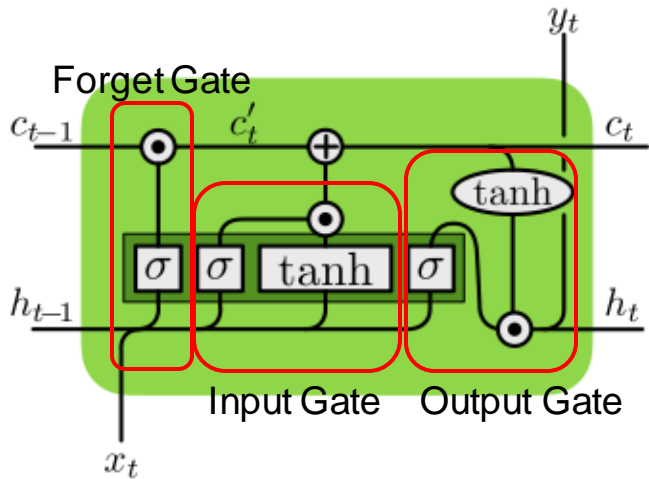 y_t
Forget Gate
c_{t-1} c'_t c_t
tanh
σ σ tanh σ
h_{t-1} h_t
Input Gate Output Gate
x_t